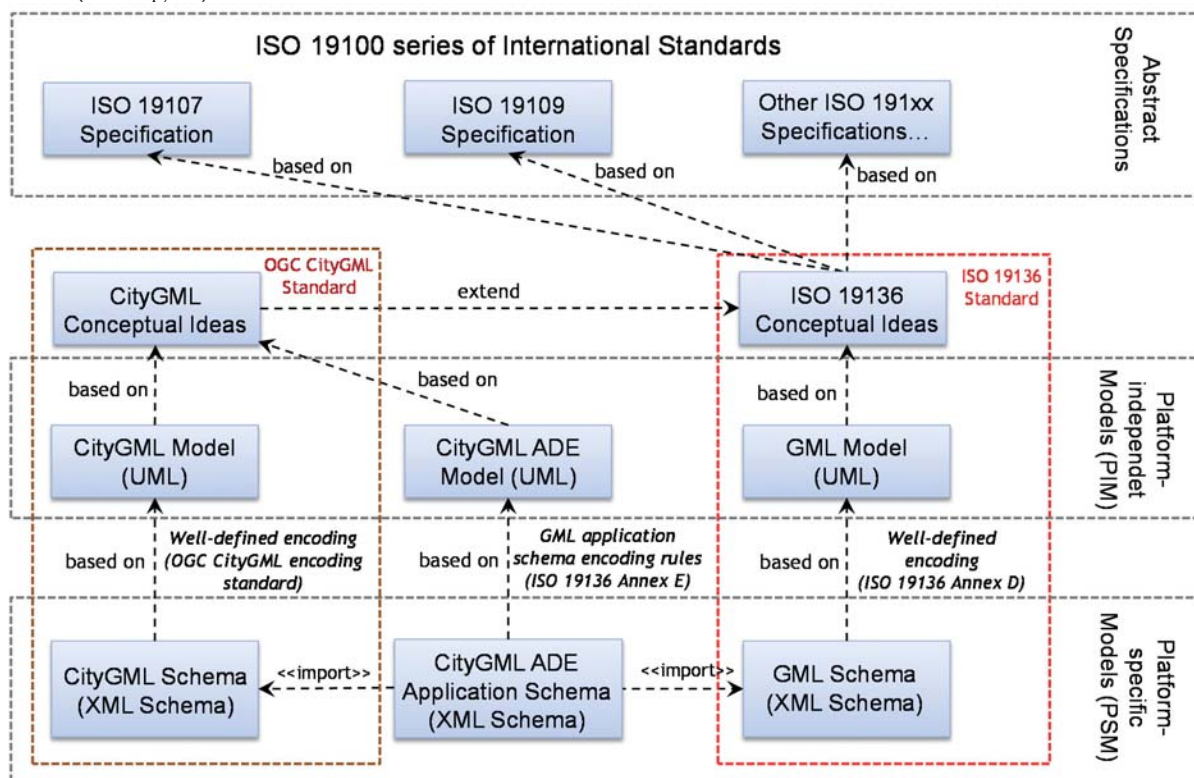 ISO 19100 series of International Standards
Abstract
Specifications
ISO 19107
Specification
ISO 19109
Specification
Other ISO 191xx
Specifications...
based on
based on
based on
OGC CityGML
Standard
ISO 19136
Standard
CityGML
Conceptual Ideas
extend
ISO 19136
Conceptual Ideas
based on
based on
based on
Platform-
independet
Models (PIM)
CityGML Model
(UML)
CityGML ADE
Model (UML)
GML Model
(UML)
based on
Well-defined encoding
(OGC CityGML encoding
standard)
based on
GML application
schema encoding rules
(ISO 19136 Annex E)
based on
Well-defined
encoding
(ISO 19136 Annex D)
Platform-
specific
Models (PSM)
CityGML Schema
(XML Schema)
<<import>>
CityGML ADE
Application Schema
(XML Schema)
<<import>>
GML Schema
(XML Schema)